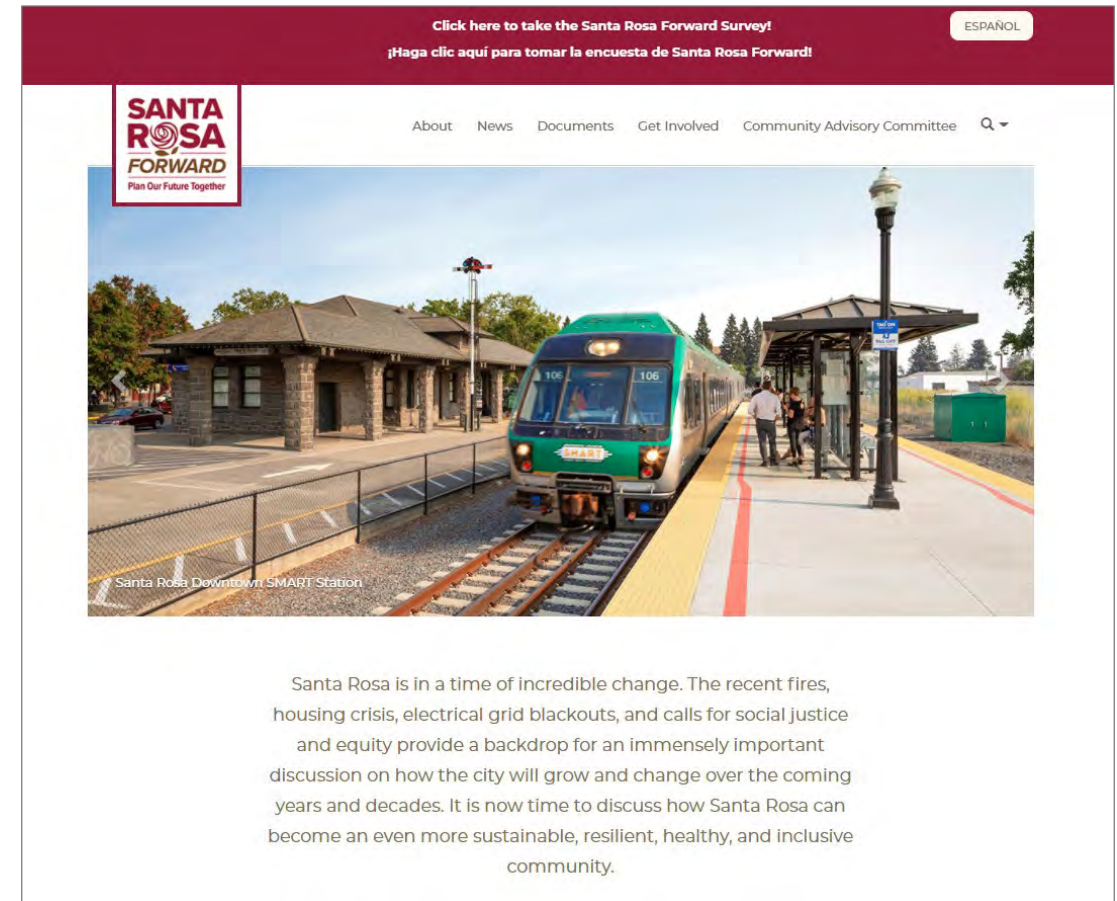 Click here to take the Santa Rosa Forward Survey!
ESPAÑOL
¡Haga clic aquí para tomar la encuesta de Santa Rosa Forward!
SANTA
ROSA
FORWARD
Plan Our Future Together
About News Documents Get Involved Community Advisory Committee
106 106
SMART
TAG ON
Santa Rosa Downtown SMART Station
Santa Rosa is in a time of incredible change. The recent fires,
housing crisis, electrical grid blackouts, and calls for social justice
and equity provide a backdrop for an immensely important
discussion on how the city will grow and change over the coming
years and decades. It is now time to discuss how Santa Rosa can
become an even more sustainable, resilient, healthy, and inclusive
community.